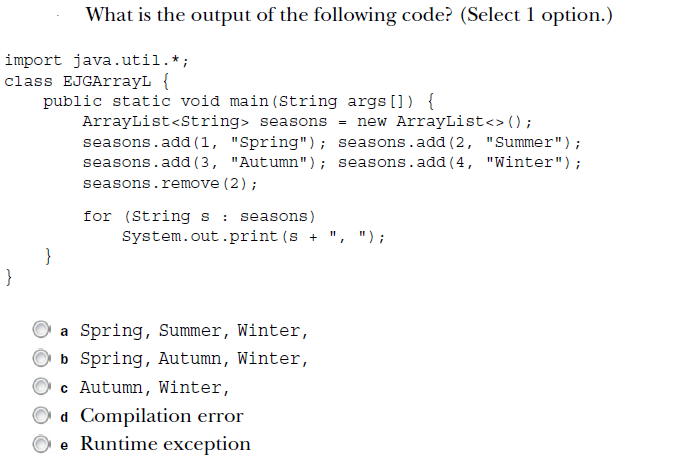 What is the output of the following code? (Select 1 option.)
import java.util.*;
class EJGArrayL {
    public static void main(String args[]) {
        ArrayList<String> seasons = new ArrayList<>();
        seasons.add(1, "Spring"); seasons.add(2, "Summer");
        seasons.add(3, "Autumn"); seasons.add(4, "Winter");
        seasons.remove(2);
        for (String s : seasons)
            System.out.print(s + ", ");
    }
}
a Spring, Summer, Winter,
b Spring, Autumn, Winter,
c Autumn, Winter,
d Compilation error
e Runtime exception